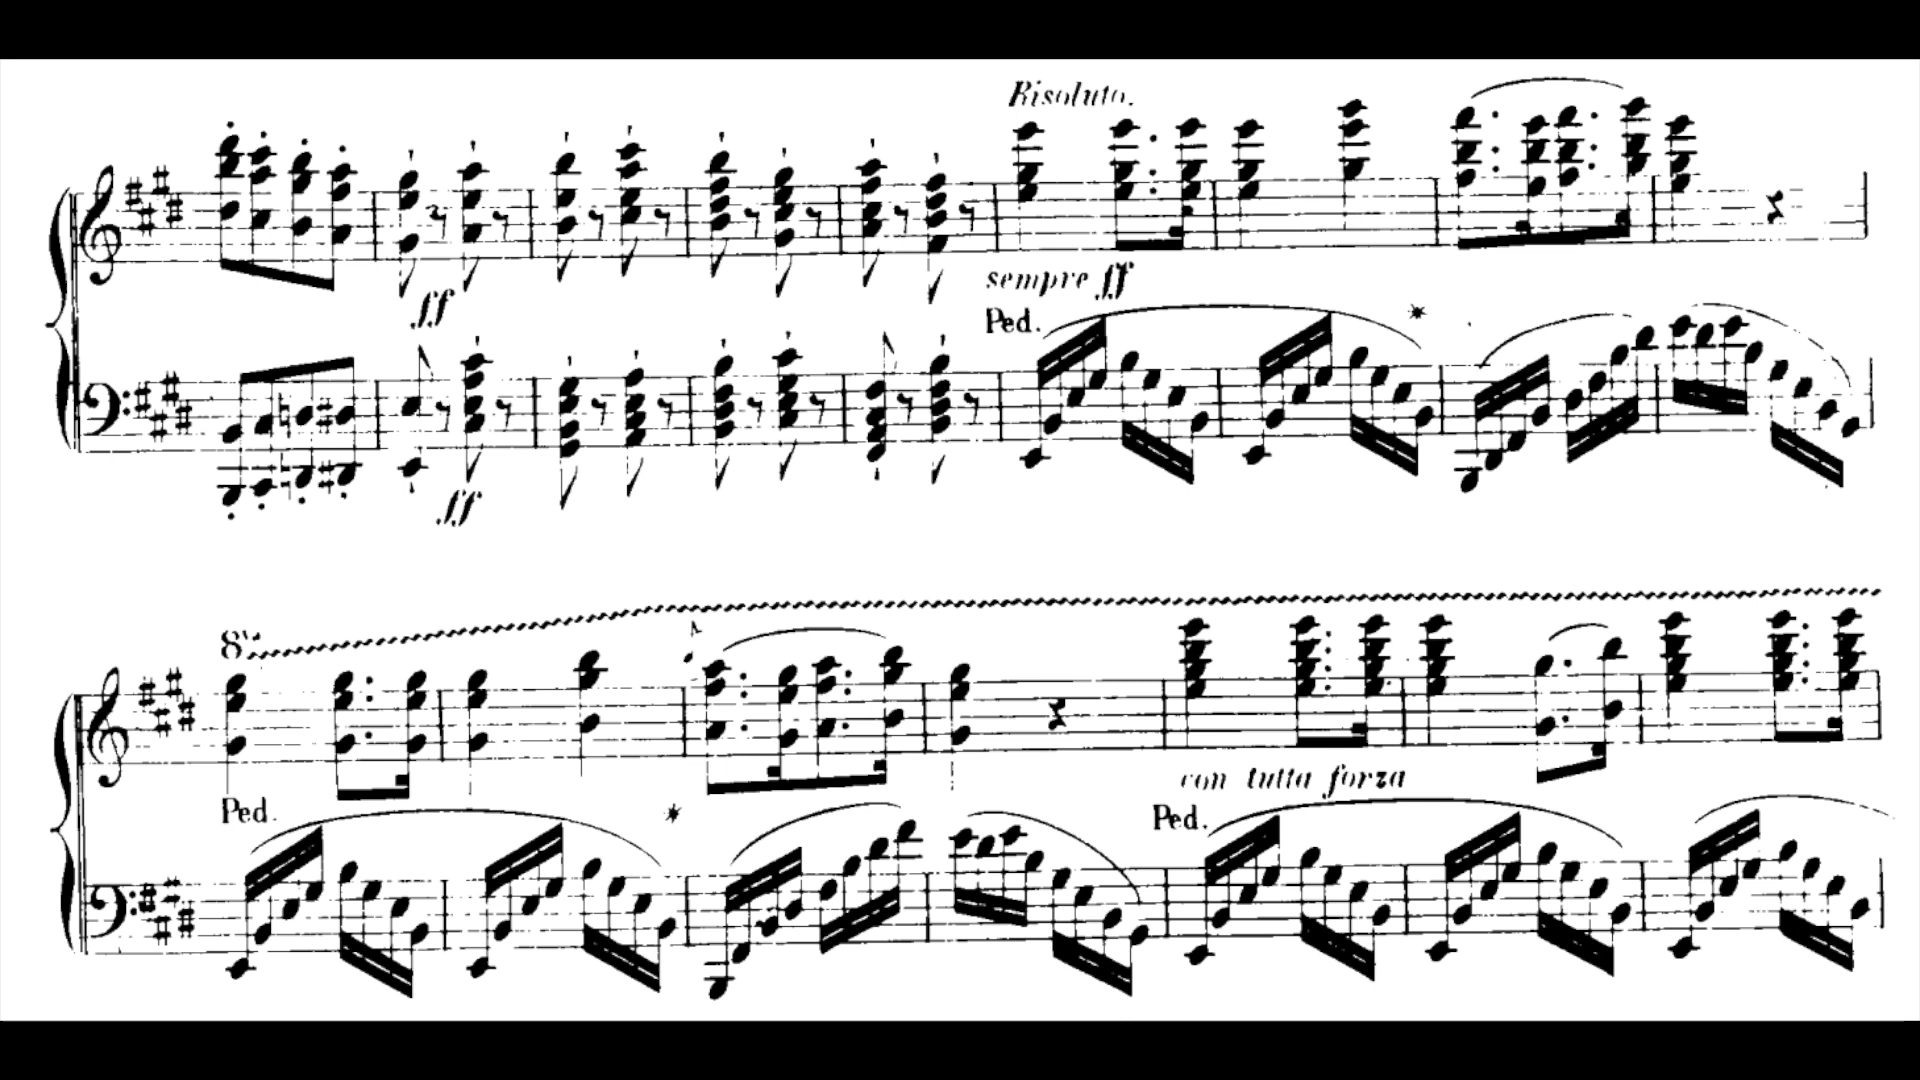 Risoluto.
ff
sempre ff
Ped.
ff
8va
Ped.
con tutta forza
Ped.